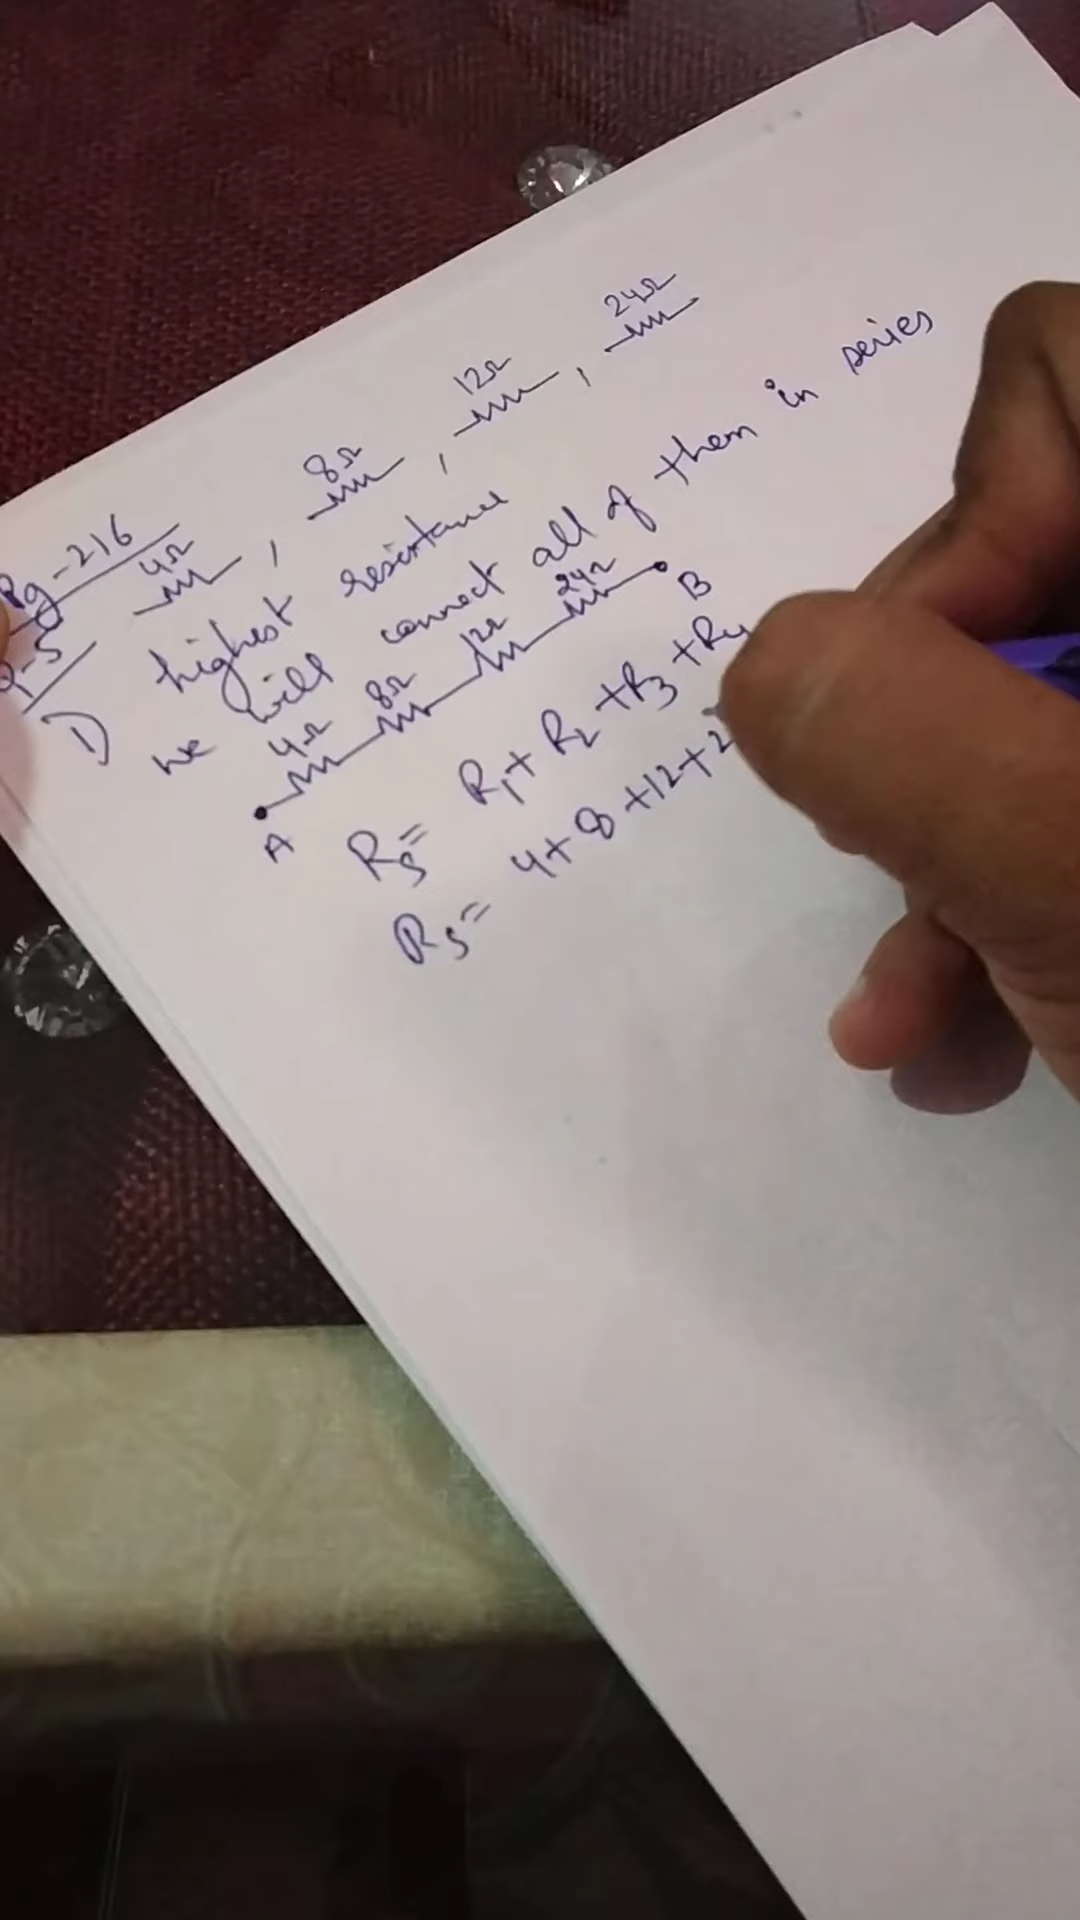 Pg-216
4Ω, 8Ω, 12Ω, 24Ω
1) highest resistance
we will connect all of them in series
4Ω 8Ω 12Ω 24Ω
A B
Rs = R1 + R2 + R3 + R4
Rs = 4 + 8 + 12 + 2